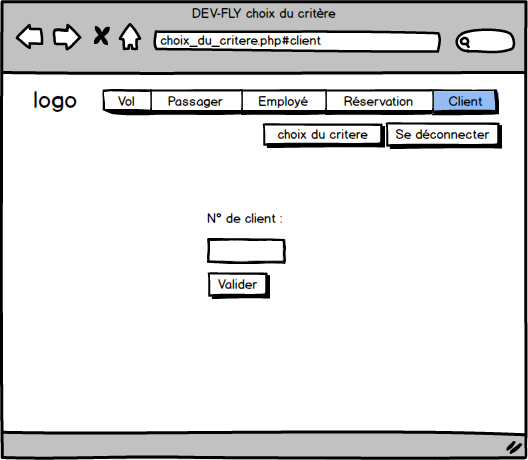 DEV-FLY choix du critère
choix_du_critere.php#client
logo
Vol Passager Employé Réservation Client
choix du critere Se déconnecter
N° de client :
Valider